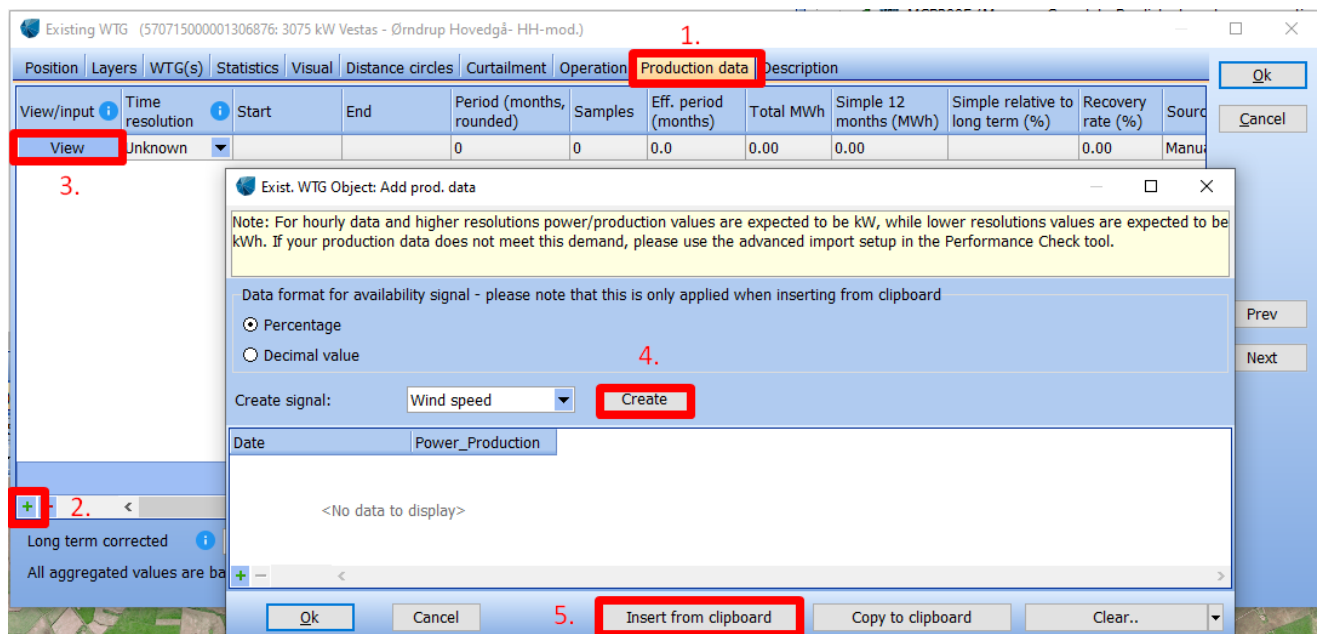 Existing WTG (570715000001306876: 3075 kW Vestas - Ørndrup Hovedgå- HH-mod.)
1.
Position Layers WTG(s) Statistics Visual Distance circles Curtailment Operation Production data Description
Ok
Cancel
View/input Time resolution Start End Period (months, rounded) Samples Eff. period (months) Total MWh Simple 12 months (MWh) Simple relative to long term (%) Recovery rate (%) Sourc
View Unknown 0 0 0.0 0.00 0.00 0.00 Manua
3.
Exist. WTG Object: Add prod. data
Note: For hourly data and higher resolutions power/production values are expected to be kW, while lower resolutions values are expected to be
kWh. If your production data does not meet this demand, please use the advanced import setup in the Performance Check tool.
Data format for availability signal - please note that this is only applied when inserting from clipboard
Percentage
Decimal value
4.
Prev
Next
Create signal: Wind speed Create
Date Power_Production
<No data to display>
2.
Long term corrected
All aggregated values are ba
Ok Cancel 5. Insert from clipboard Copy to clipboard Clear..